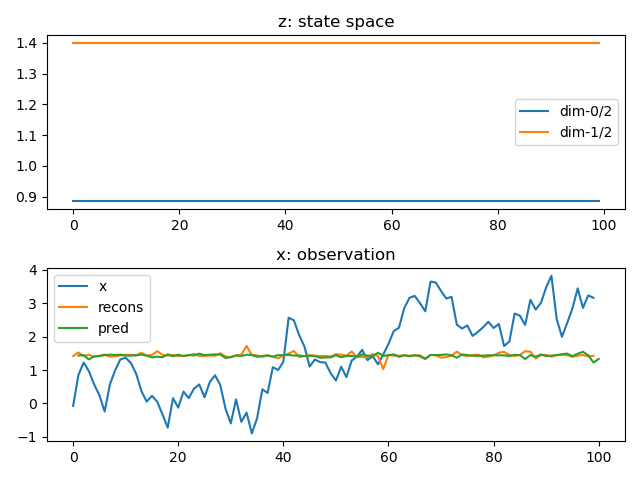 z: state space
1.4
1.3
1.2
1.1
1.0
0.9
dim-0/2
dim-1/2
0 20 40 60 80 100
x: observation
4
3
2
1
0
−1
x
recons
pred
0 20 40 60 80 100